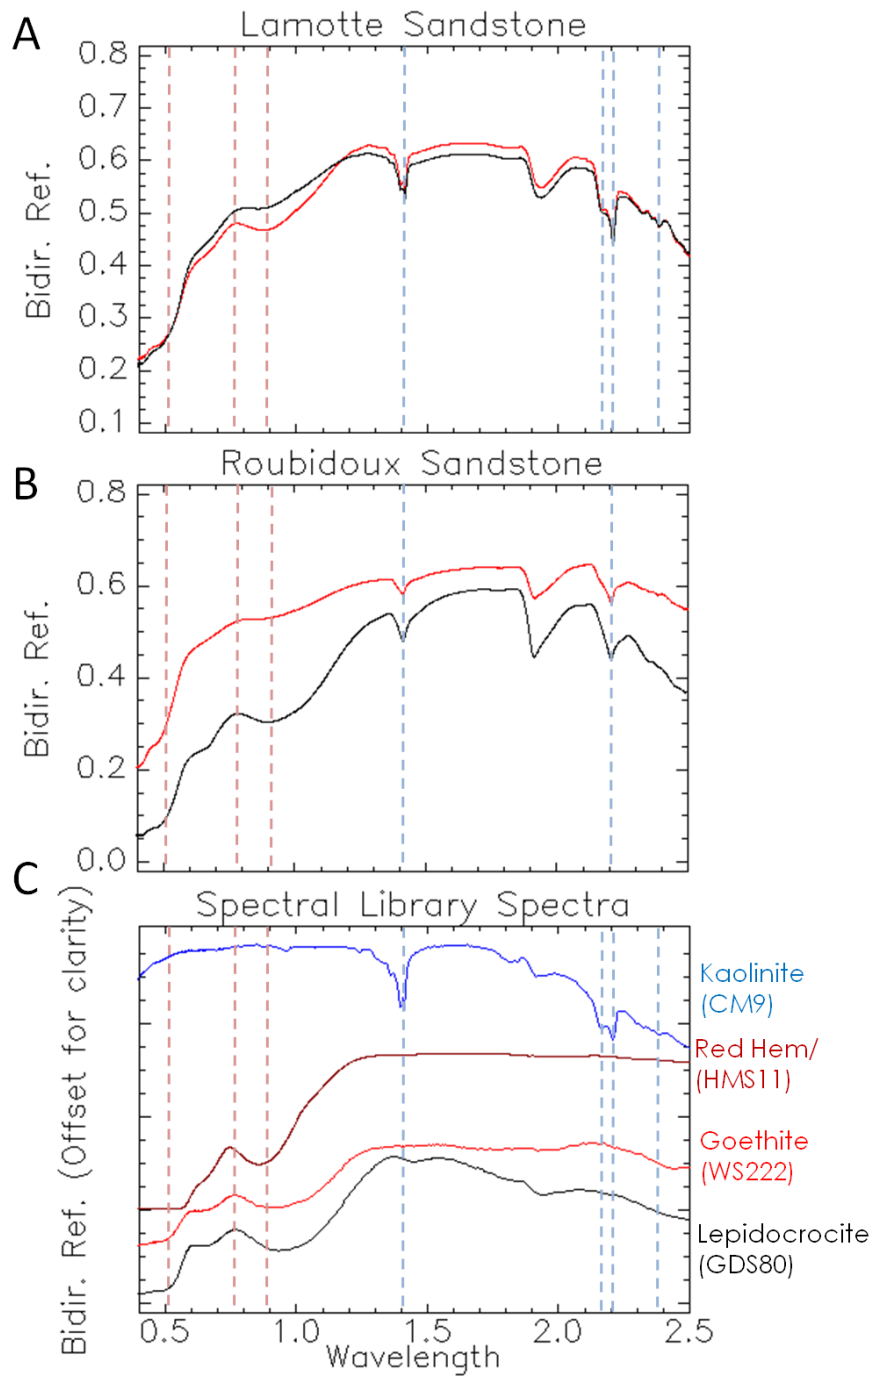 A
Lamotte Sandstone
0.8
0.7
0.6
0.5
0.4
0.3
0.2
0.1
Bidir. Ref.
B
Roubidoux Sandstone
0.8
0.6
0.4
0.2
0.0
Bidir. Ref.
C
Spectral Library Spectra
Bidir. Ref. (Offset for clarity)
Kaolinite
(CM9)
Red Hem/
(HMS11)
Goethite
(WS222)
Lepidocrocite
(GDS80)
0.5 1.0 1.5 2.0 2.5
Wavelength